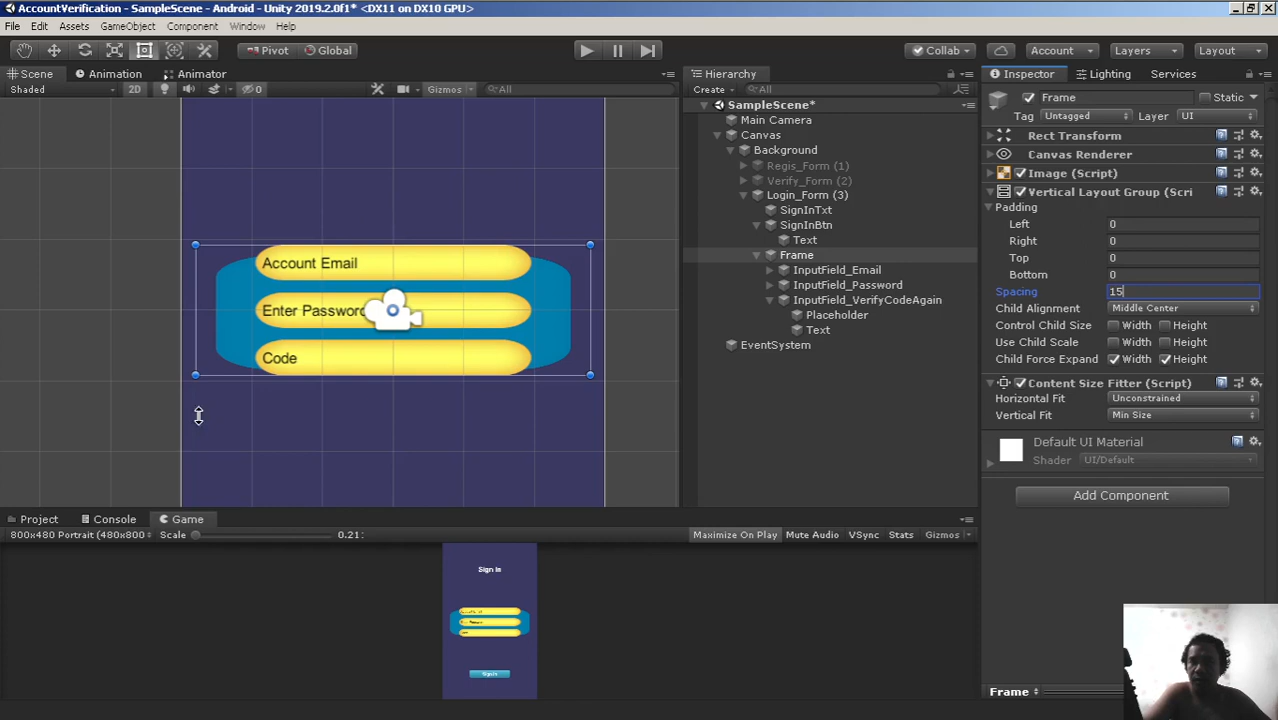 AccountVerification - SampleScene - Android - Unity 2019.2.0f1* <DX11 on DX10 GPU>
File Edit Assets GameObject Component Window Help
Pivot Global Collab Account Layers Layout
Scene Animation Animator
Shaded 2D 0 Gizmos All
Account Email
Enter Password
Code
Project Console Game
800x480 Portrait (480x800 Scale 0.21: Maximize On Play Mute Audio VSync Stats Gizmos
Sign In
Sign In
Hierarchy
Create All
SampleScene*
Main Camera
Canvas
Background
Regis_Form (1)
Verify_Form (2)
Login_Form (3)
SignInTxt
SignInBtn
Text
Frame
InputField_Email
InputField_Password
InputField_VerifyCodeAgain
Placeholder
Text
EventSystem
Inspector Lighting Services
Frame Static
Tag Untagged Layer UI
Rect Transform
Canvas Renderer
Image (Script)
Vertical Layout Group (Scri
Padding
Left 0
Right 0
Top 0
Bottom 0
Spacing 15
Child Alignment Middle Center
Control Child Size Width Height
Use Child Scale Width Height
Child Force Expand Width Height
Content Size Fitter (Script)
Horizontal Fit Unconstrained
Vertical Fit Min Size
Default UI Material
Shader UI/Default
Add Component
Frame